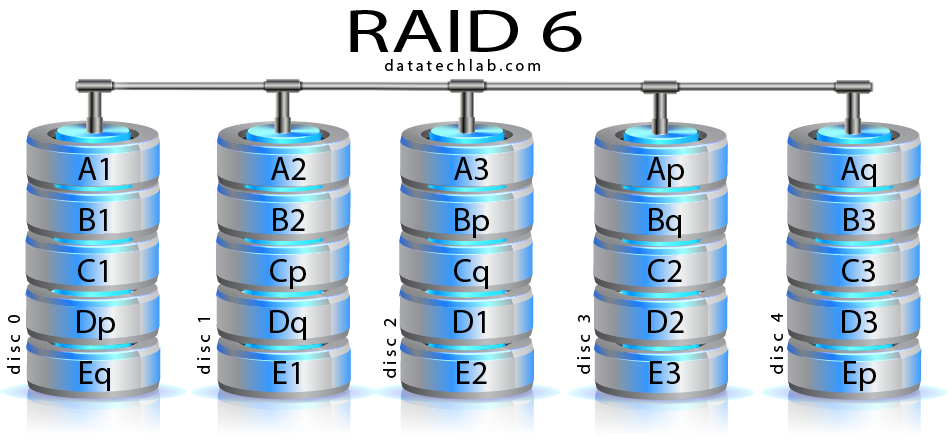 RAID 6
datatechlab.com
A1 A2 A3 Ap Aq
B1 B2 Bp Bq B3
C1 Cp Cq C2 C3
Dp Dq D1 D2 D3
Eq E1 E2 E3 Ep
disc 0 disc 1 disc 2 disc 3 disc 4